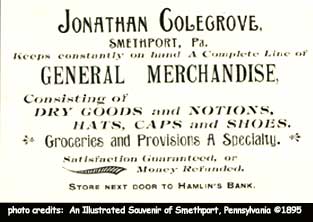 JONATHAN COLEGROVE,
SMETHPORT, Pa.
Keeps constantly on hand A Complete Line of
GENERAL MERCHANDISE,
Consisting of
DRY GOODS and NOTIONS,
HATS, CAPS and SHOES.
Groceries and Provisions A Specialty.
Satisfaction Guaranteed, or
Money Refunded.
STORE NEXT DOOR TO HAMLIN'S BANK.
photo credits: An Illustrated Souvenir of Smethport, Pennsylvania ©1895